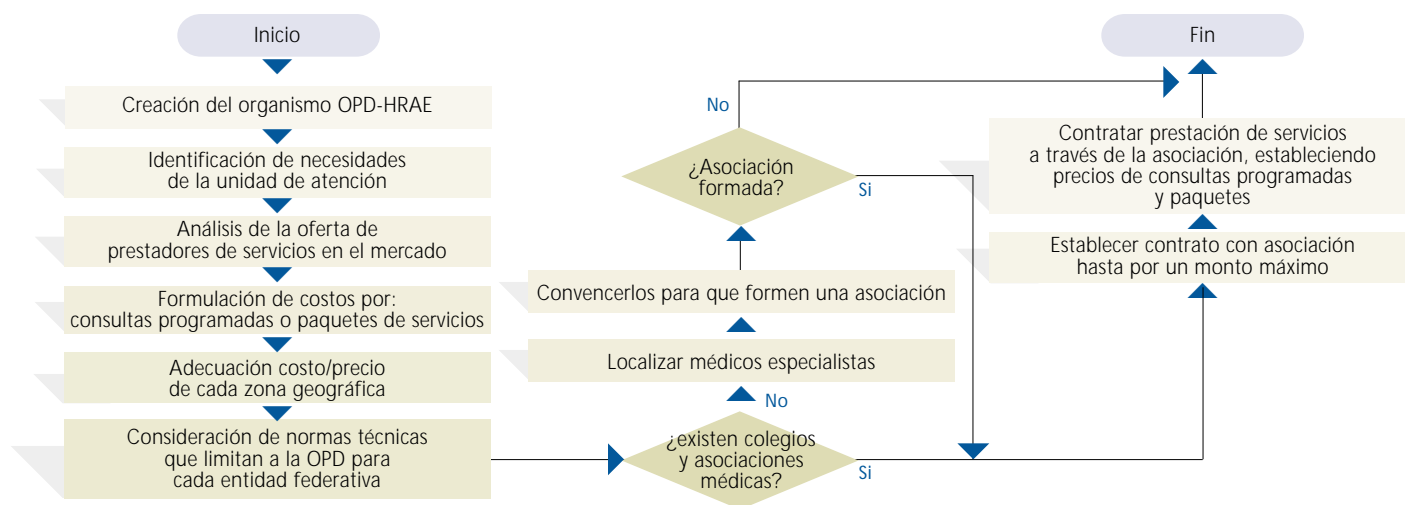 Inicio
Creación del organismo OPD-HRAE
Identificación de necesidades
de la unidad de atención
Análisis de la oferta de
prestadores de servicios en el mercado
Formulación de costos por:
consultas programadas o paquetes de servicios
Adecuación costo/precio
de cada zona geográfica
Consideración de normas técnicas
que limitan a la OPD para
cada entidad federativa
¿existen colegios
y asociaciones
médicas?
No
Si
Localizar médicos especialistas
Convencerlos para que formen una asociación
¿Asociación
formada?
No
Si
Establecer contrato con asociación
hasta por un monto máximo
Contratar prestación de servicios
a través de la asociación, estableciendo
precios de consultas programadas
y paquetes
Fin